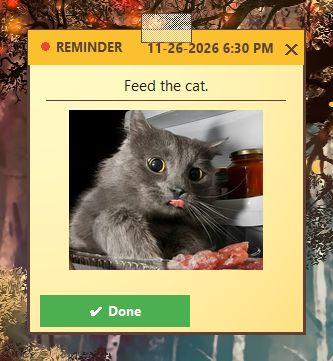 REMINDER 11-26-2026 6:30 PM
Feed the cat.
✔ Done